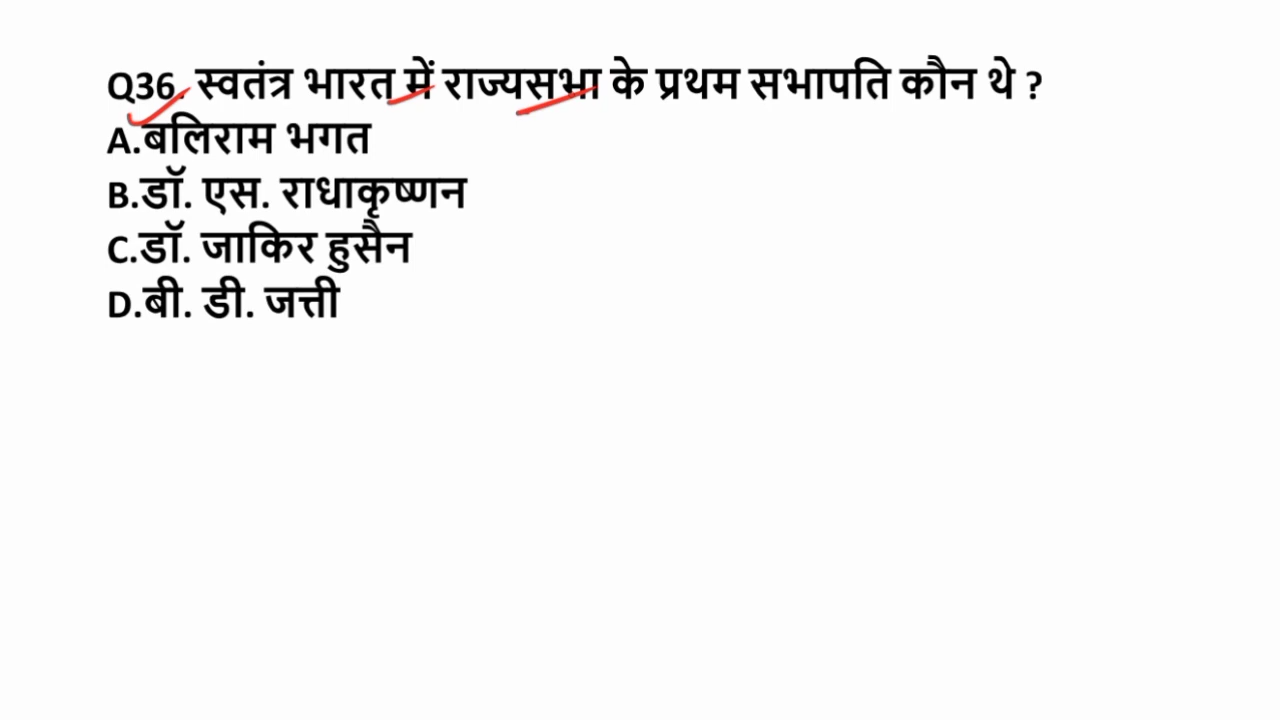 Q36. स्वतंत्र भारत में राज्यसभा के प्रथम सभापति कौन थे ?
A.बलिराम भगत
B.डॉ. एस. राधाकृष्णन
C.डॉ. जाकिर हुसैन
D.बी. डी. जत्ती